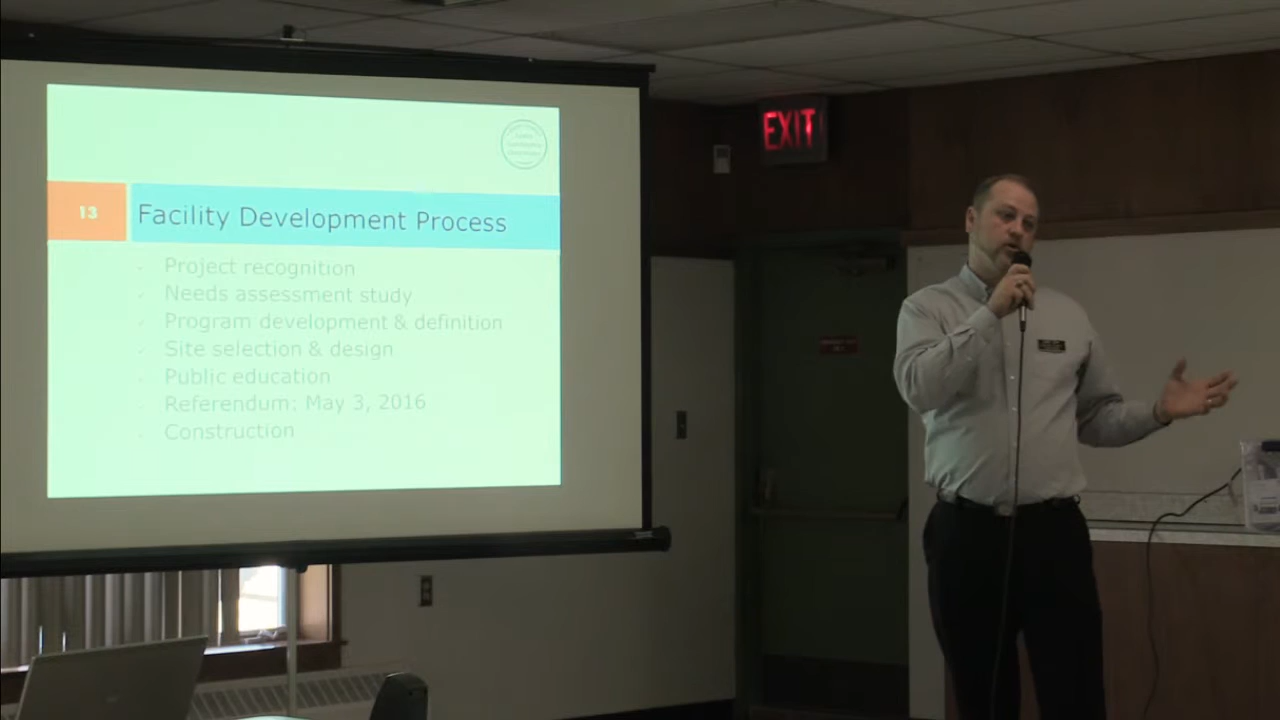 13
Facility Development Process
Project recognition
Needs assessment study
Program development & definition
Site selection & design
Public education
Referendum: May 3, 2016
Construction
EXIT